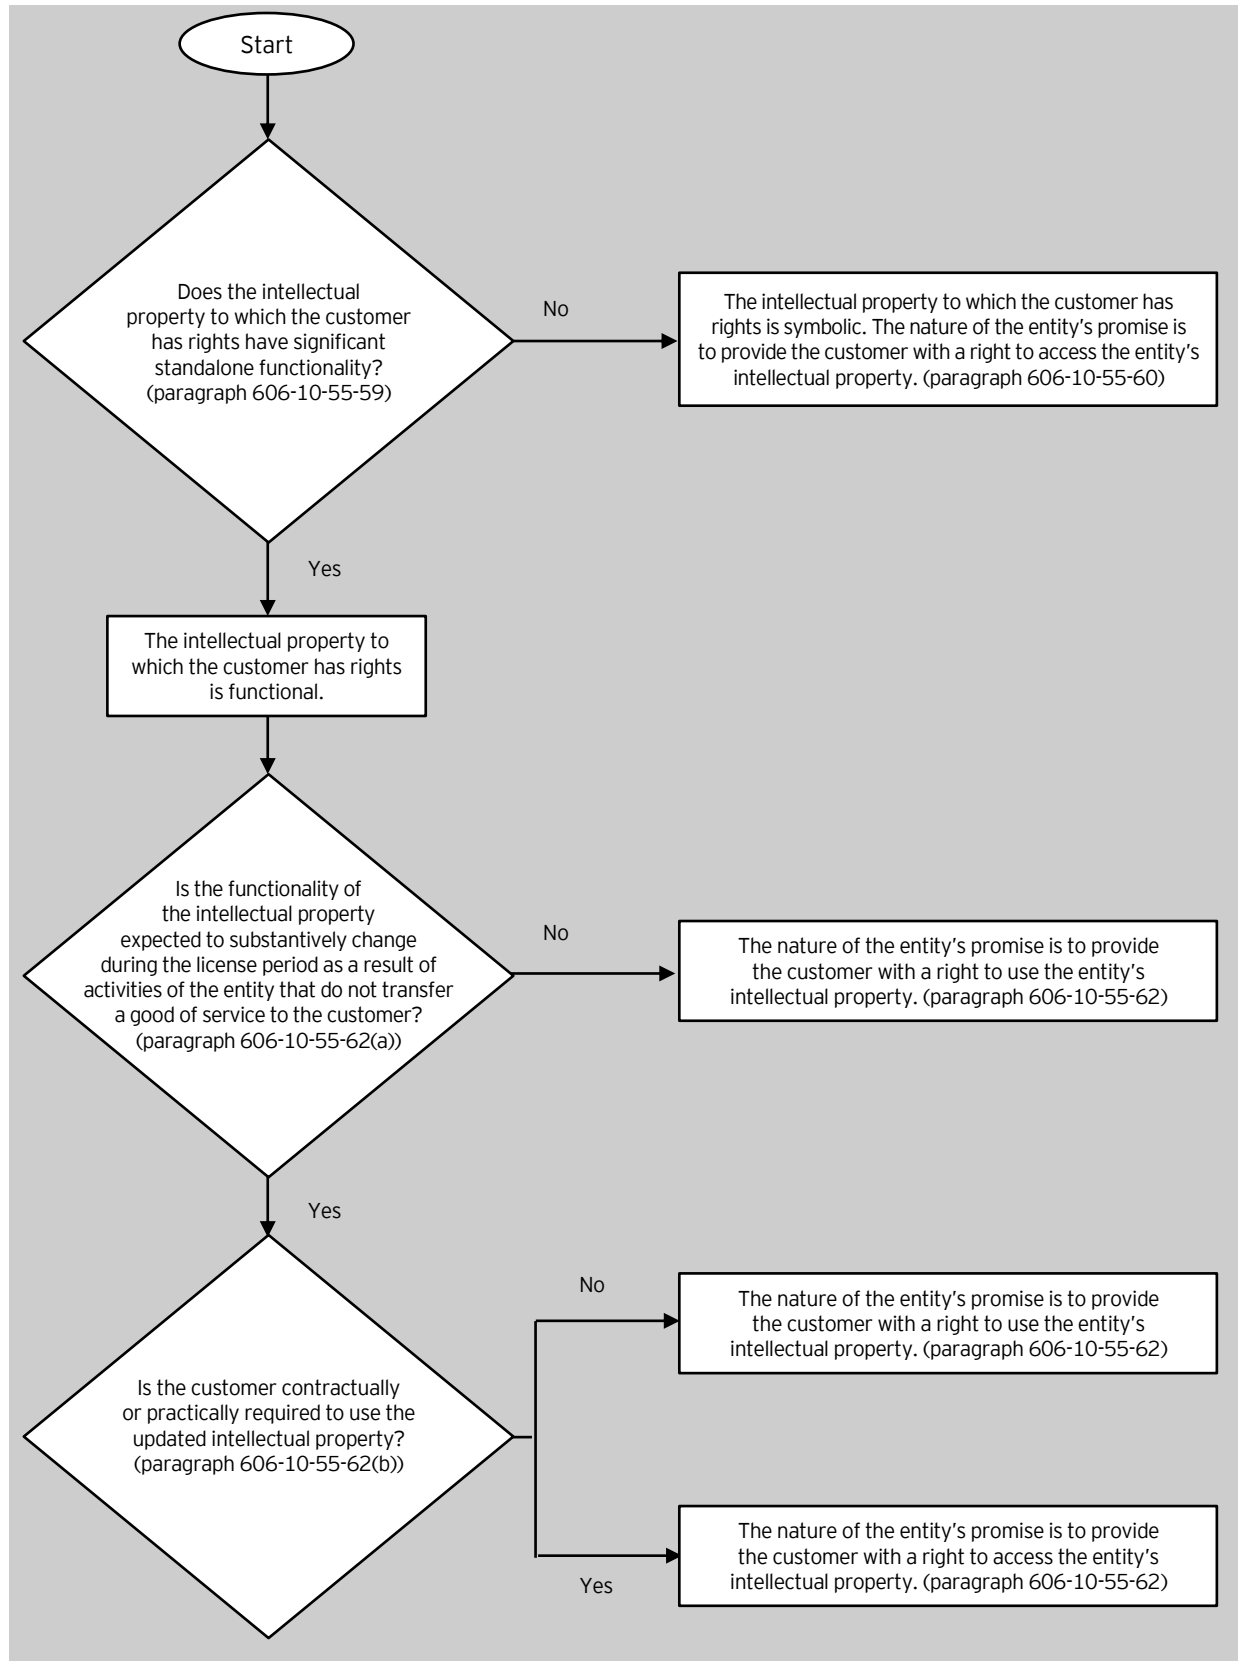 Start
Does the intellectual
property to which the customer
has rights have significant
standalone functionality?
(paragraph 606-10-55-59)
No
The intellectual property to which the customer has
rights is symbolic. The nature of the entity's promise is
to provide the customer with a right to access the entity's
intellectual property. (paragraph 606-10-55-60)
Yes
The intellectual property to
which the customer has rights
is functional.
Is the functionality of
the intellectual property
expected to substantively change
during the license period as a result of
activities of the entity that do not transfer
a good of service to the customer?
(paragraph 606-10-55-62(a))
No
The nature of the entity's promise is to provide
the customer with a right to use the entity's
intellectual property. (paragraph 606-10-55-62)
Yes
Is the customer contractually
or practically required to use the
updated intellectual property?
(paragraph 606-10-55-62(b))
No
The nature of the entity's promise is to provide
the customer with a right to use the entity's
intellectual property. (paragraph 606-10-55-62)
Yes
The nature of the entity's promise is to provide
the customer with a right to access the entity's
intellectual property. (paragraph 606-10-55-62)